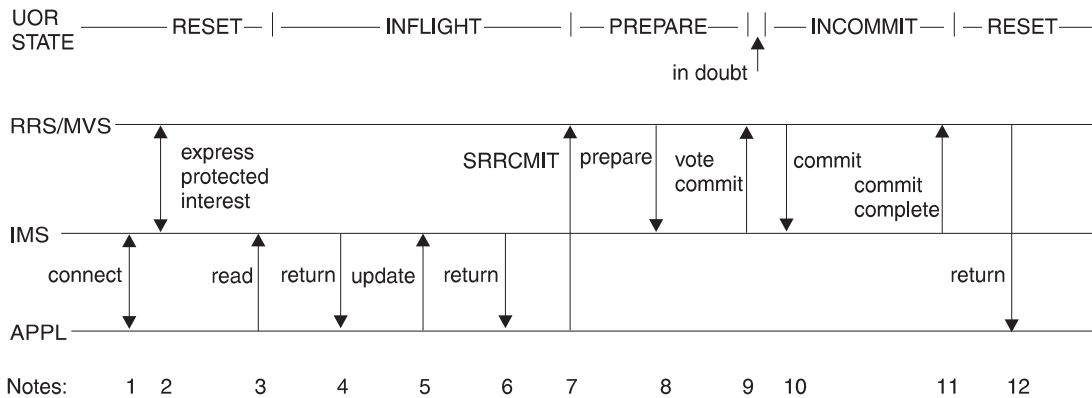 UOR STATE RESET INFLIGHT PREPARE INCOMMIT RESET
in doubt
RRS/MVS
express
protected
interest
SRRCMIT
prepare
vote
commit
commit
commit
complete
IMS
connect
read
return
update
return
return
APPL
Notes: 1 2 3 4 5 6 7 8 9 10 11 12